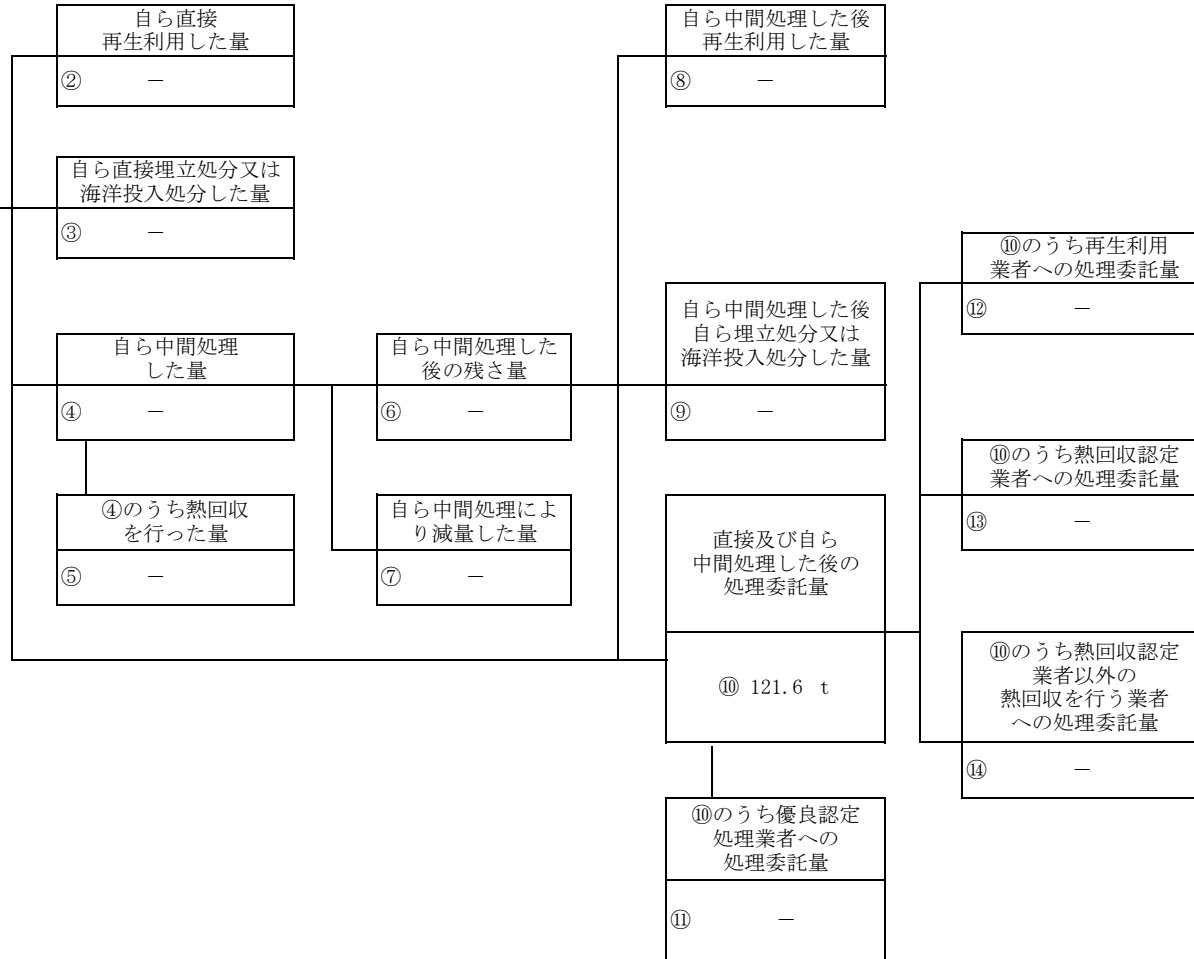 自ら直接
再生利用した量
② －
自ら中間処理した後
再生利用した量
⑧ －
自ら直接埋立処分又は
海洋投入処分した量
③ －
⑩のうち再生利用
業者への処理委託量
⑫ －
自ら中間処理
した量
④ －
自ら中間処理した
後の残さ量
⑥ －
自ら中間処理した後
自ら埋立処分又は
海洋投入処分した量
⑨ －
⑩のうち熱回収認定
業者への処理委託量
⑬ －
④のうち熱回収
を行った量
⑤ －
自ら中間処理によ
り減量した量
⑦ －
直接及び自ら
中間処理した後の
処理委託量
⑩ 121.6 t
⑩のうち熱回収認定
業者以外の
熱回収を行う業者
への処理委託量
⑭ －
⑩のうち優良認定
処理業者への
処理委託量
⑪ －